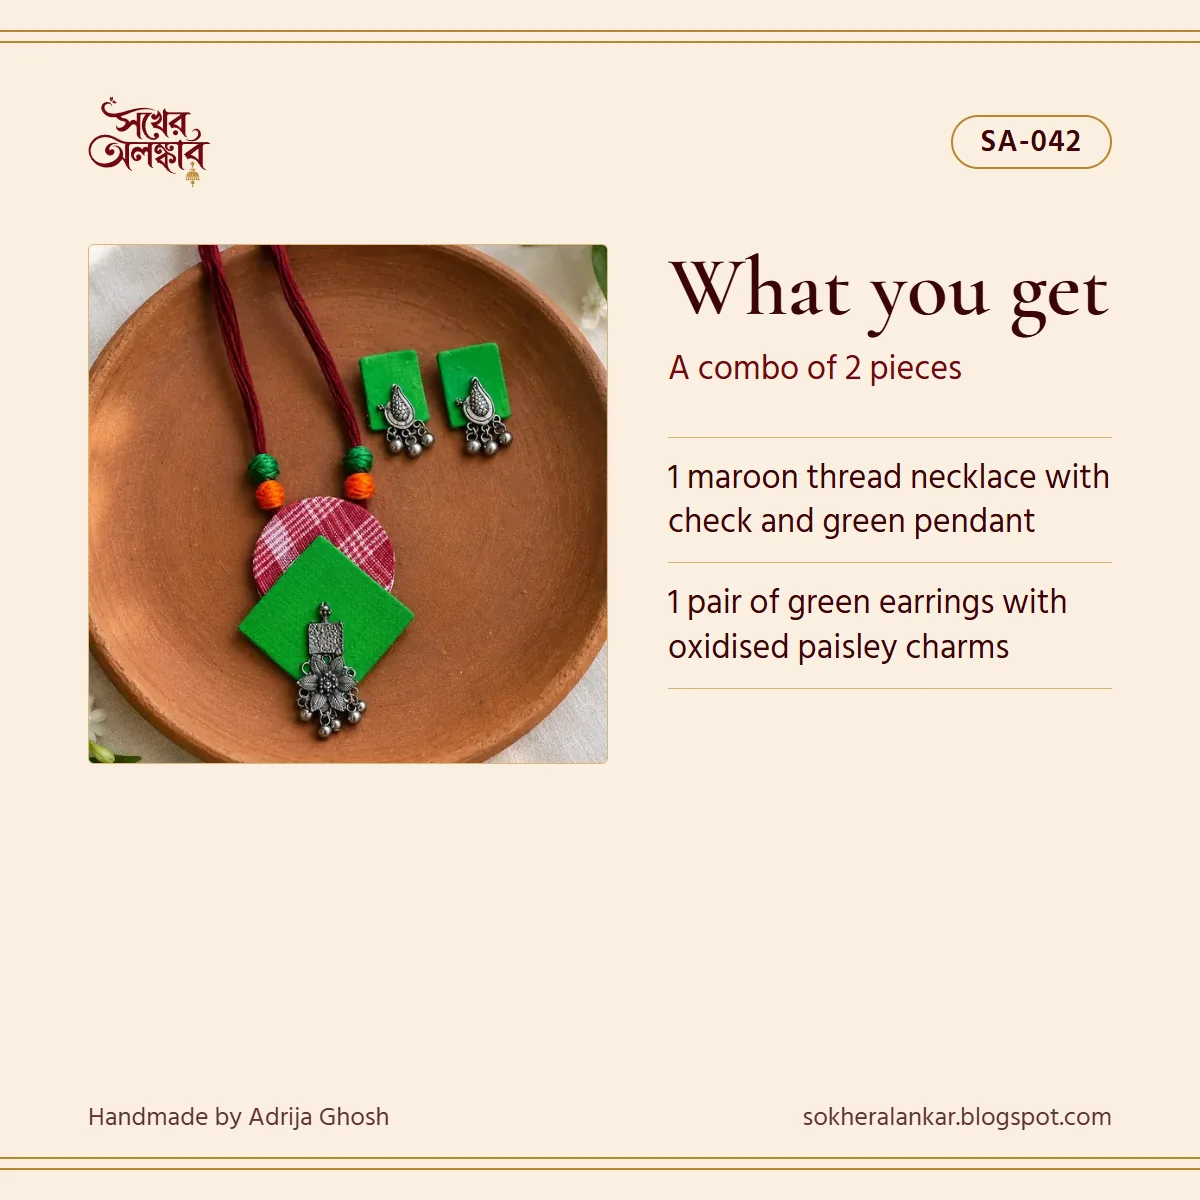 সখের
অলঙ্কার
SA-042
What you get
A combo of 2 pieces
1 maroon thread necklace with
check and green pendant
1 pair of green earrings with
oxidised paisley charms
Handmade by Adrija Ghosh
sokheralankar.blogspot.com